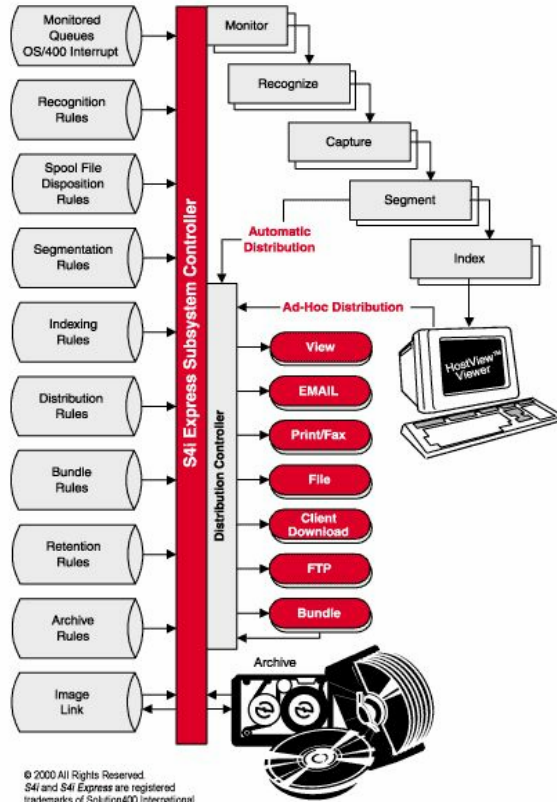 Monitored
Queues
OS/400 Interrupt
Recognition
Rules
Spool File
Disposition
Rules
Segmentation
Rules
Indexing
Rules
Distribution
Rules
Bundle
Rules
Retention
Rules
Archive
Rules
Image
Link
S4i Express Subsystem Controller
Monitor
Recognize
Capture
Segment
Index
Automatic
Distribution
Ad-Hoc Distribution
HostView™
Viewer
Distribution Controller
View
EMAIL
Print/Fax
File
Client
Download
FTP
Bundle
Archive
© 2000 All Rights Reserved.
S4i and S4i Express are registered
trademarks of Solution400 International